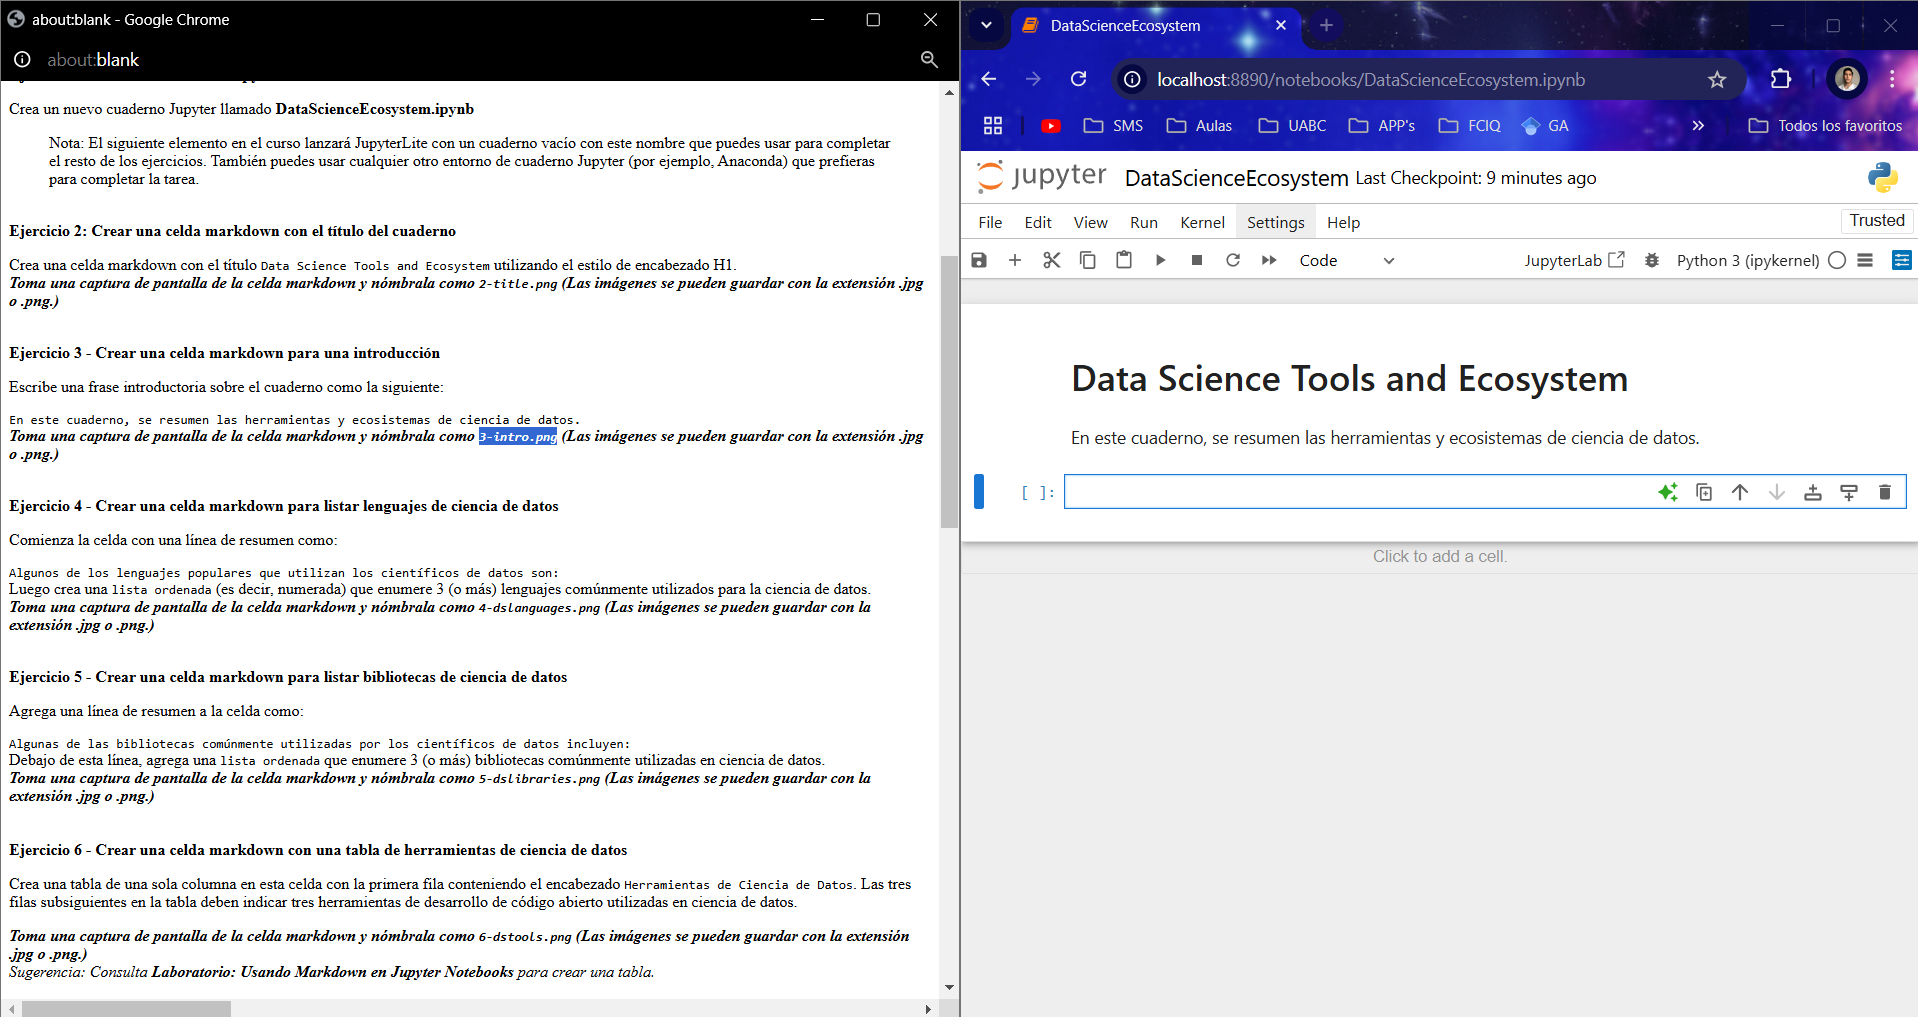 about:blank - Google Chrome
about:blank
Crea un nuevo cuaderno Jupyter llamado DataScienceEcosystem.ipynb
Nota: El siguiente elemento en el curso lanzará JupyterLite con un cuaderno vacío con este nombre que puedes usar para completar
el resto de los ejercicios. También puedes usar cualquier otro entorno de cuaderno Jupyter (por ejemplo, Anaconda) que prefieras
para completar la tarea.
Ejercicio 2: Crear una celda markdown con el título del cuaderno
Crea una celda markdown con el título Data Science Tools and Ecosystem utilizando el estilo de encabezado H1.
Toma una captura de pantalla de la celda markdown y nómbrala como 2-title.png (Las imágenes se pueden guardar con la extensión .jpg
o .png.)
Ejercicio 3 - Crear una celda markdown para una introducción
Escribe una frase introductoria sobre el cuaderno como la siguiente:
En este cuaderno, se resumen las herramientas y ecosistemas de ciencia de datos.
Toma una captura de pantalla de la celda markdown y nómbrala como 3-intro.png (Las imágenes se pueden guardar con la extensión .jpg
o .png.)
Ejercicio 4 - Crear una celda markdown para listar lenguajes de ciencia de datos
Comienza la celda con una línea de resumen como:
Algunos de los lenguajes populares que utilizan los científicos de datos son:
Luego crea una lista ordenada (es decir, numerada) que enumere 3 (o más) lenguajes comúnmente utilizados para la ciencia de datos.
Toma una captura de pantalla de la celda markdown y nómbrala como 4-dslanguages.png (Las imágenes se pueden guardar con la
extensión .jpg o .png.)
Ejercicio 5 - Crear una celda markdown para listar bibliotecas de ciencia de datos
Agrega una línea de resumen a la celda como:
Algunas de las bibliotecas comúnmente utilizadas por los científicos de datos incluyen:
Debajo de esta línea, agrega una lista ordenada que enumere 3 (o más) bibliotecas comúnmente utilizadas en ciencia de datos.
Toma una captura de pantalla de la celda markdown y nómbrala como 5-dslibraries.png (Las imágenes se pueden guardar con la
extensión .jpg o .png.)
Ejercicio 6 - Crear una celda markdown con una tabla de herramientas de ciencia de datos
Crea una tabla de una sola columna en esta celda con la primera fila conteniendo el encabezado Herramientas de Ciencia de Datos. Las tres
filas subsiguientes en la tabla deben indicar tres herramientas de desarrollo de código abierto utilizadas en ciencia de datos.
Toma una captura de pantalla de la celda markdown y nómbrala como 6-dstools.png (Las imágenes se pueden guardar con la extensión
.jpg o .png.)
Sugerencia: Consulta Laboratorio: Usando Markdown en Jupyter Notebooks para crear una tabla.
DataScienceEcosystem
localhost:8890/notebooks/DataScienceEcosystem.ipynb
SMS Aulas UABC APP's FCIQ GA » Todos los favoritos
jupyter DataScienceEcosystem Last Checkpoint: 9 minutes ago
File Edit View Run Kernel Settings Help Trusted
Code JupyterLab Python 3 (ipykernel)
Data Science Tools and Ecosystem
En este cuaderno, se resumen las herramientas y ecosistemas de ciencia de datos.
[ ]:
Click to add a cell.